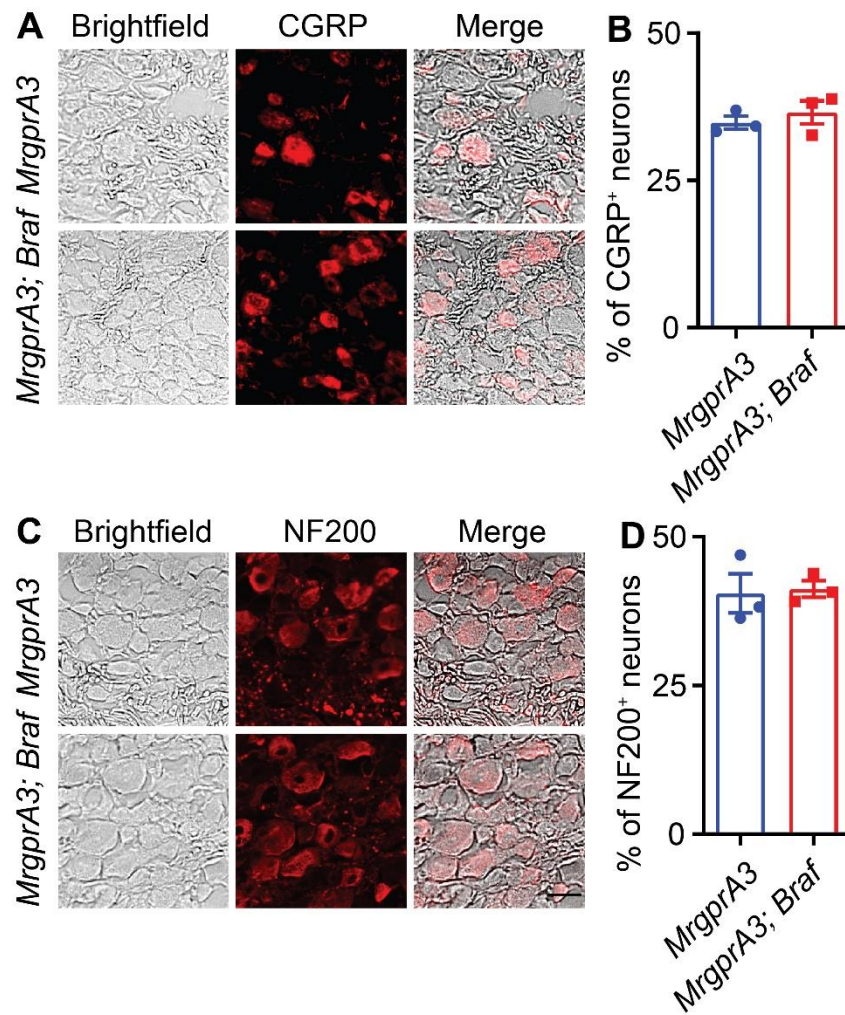 A
Brightfield CGRP Merge
MrgprA3
MrgprA3; Braf
B
% of CGRP⁺ neurons
50
25
0
MrgprA3
MrgprA3; Braf
C
Brightfield NF200 Merge
MrgprA3
MrgprA3; Braf
D
% of NF200⁺ neurons
50
25
0
MrgprA3
MrgprA3; Braf